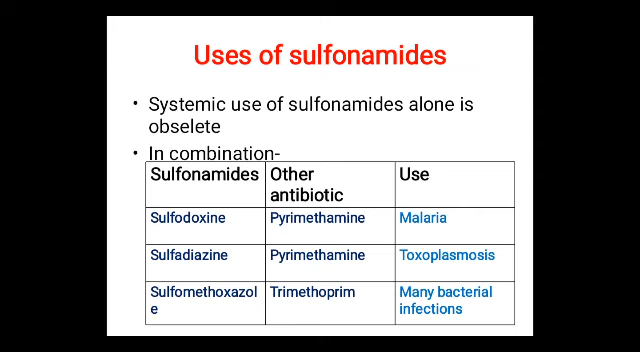 Uses of sulfonamides
• Systemic use of sulfonamides alone is
obselete
• In combination-
Sulfonamides Other antibiotic Use
Sulfodoxine Pyrimethamine Malaria
Sulfadiazine Pyrimethamine Toxoplasmosis
Sulfomethoxazole Trimethoprim Many bacterial infections